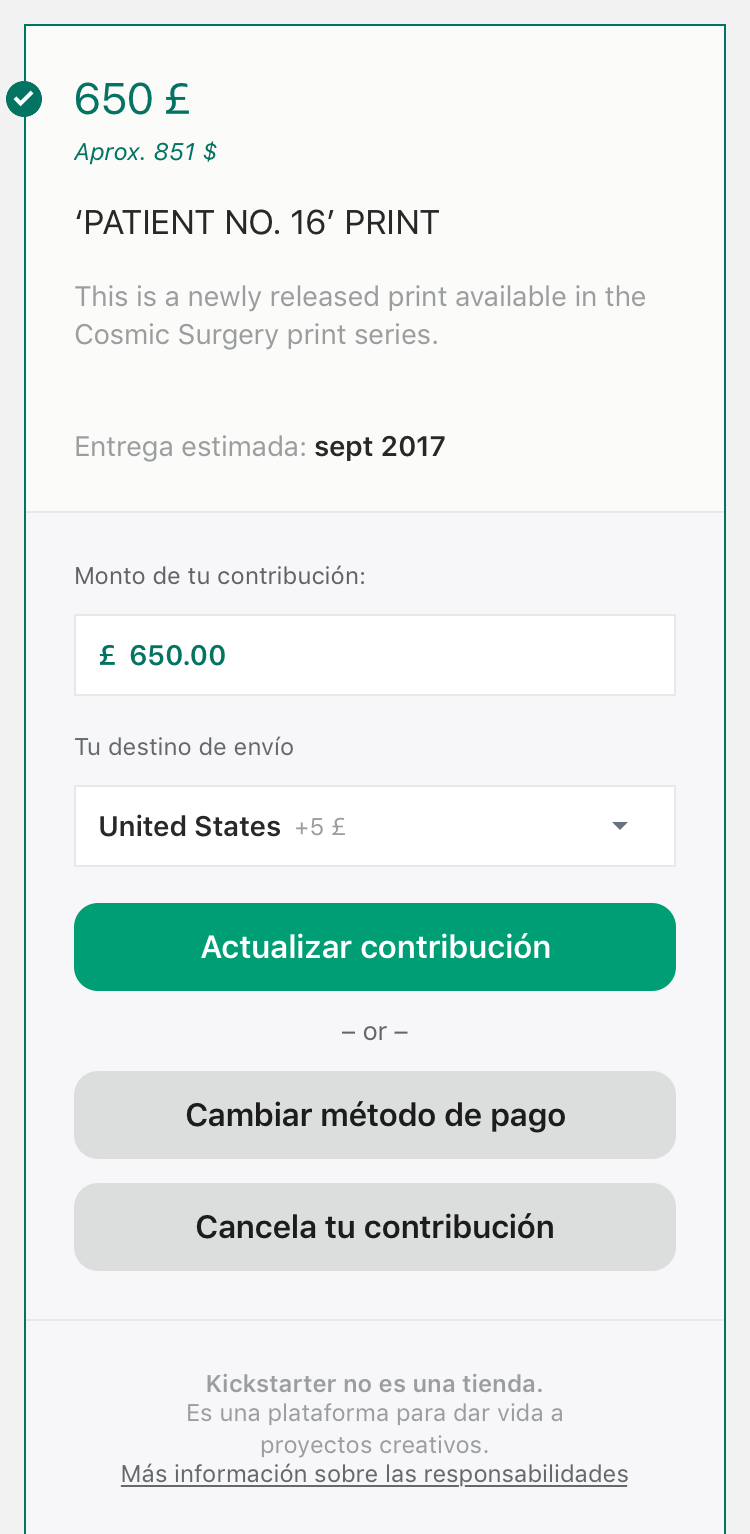 650 £
Aprox. 851 $
‘PATIENT NO. 16’ PRINT
This is a newly released print available in the
Cosmic Surgery print series.
Entrega estimada: sept 2017
Monto de tu contribución:
£ 650.00
Tu destino de envío
United States +5 £
Actualizar contribución
– or –
Cambiar método de pago
Cancela tu contribución
Kickstarter no es una tienda.
Es una plataforma para dar vida a
proyectos creativos.
Más información sobre las responsabilidades